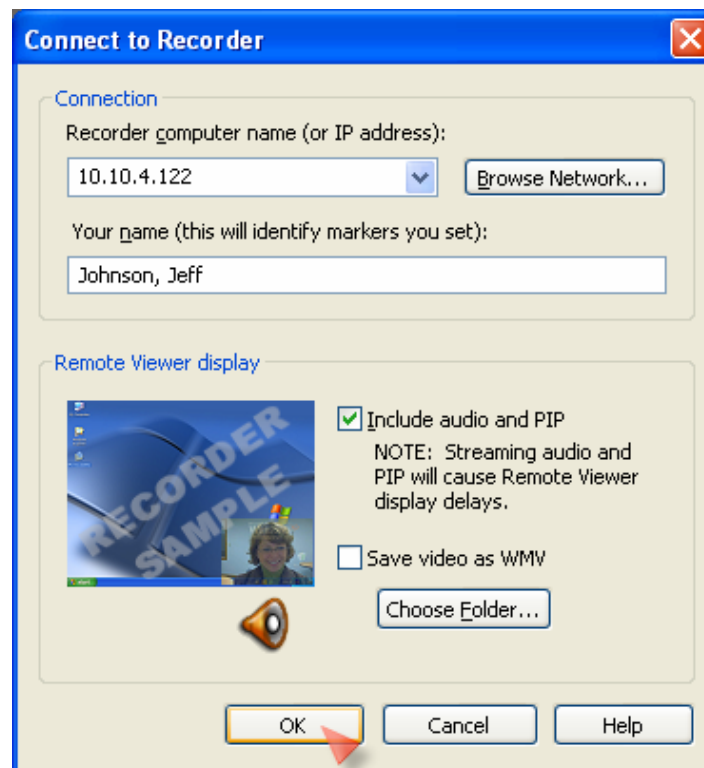 Connect to Recorder
Connection
Recorder computer name (or IP address):
10.10.4.122
Browse Network...
Your name (this will identify markers you set):
Johnson, Jeff
Remote Viewer display
RECORDER
SAMPLE
Include audio and PIP
NOTE: Streaming audio and
PIP will cause Remote Viewer
display delays.
Save video as WMV
Choose Folder...
OK
Cancel
Help